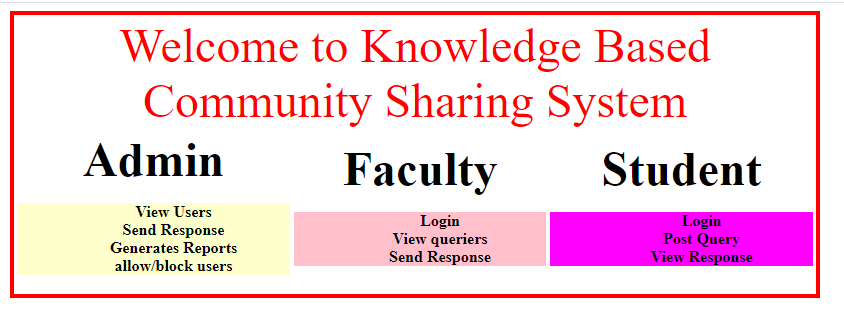 Welcome to Knowledge Based
Community Sharing System
Admin
View Users
Send Response
Generates Reports
allow/block users
Faculty
Login
View queriers
Send Response
Student
Login
Post Query
View Response